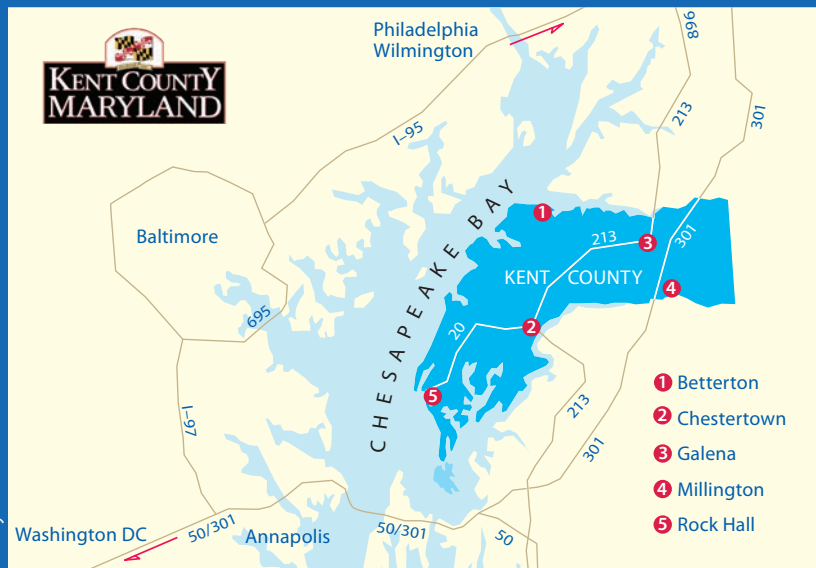 KENT COUNTY
MARYLAND
Philadelphia
Wilmington
896
213
301
I–95
CHESAPEAKE BAY
Baltimore
695
I–97
1
213
3
301
KENT COUNTY
4
20
2
5
213
301
1 Betterton
2 Chestertown
3 Galena
4 Millington
5 Rock Hall
Washington DC
50/301
Annapolis
50/301
50